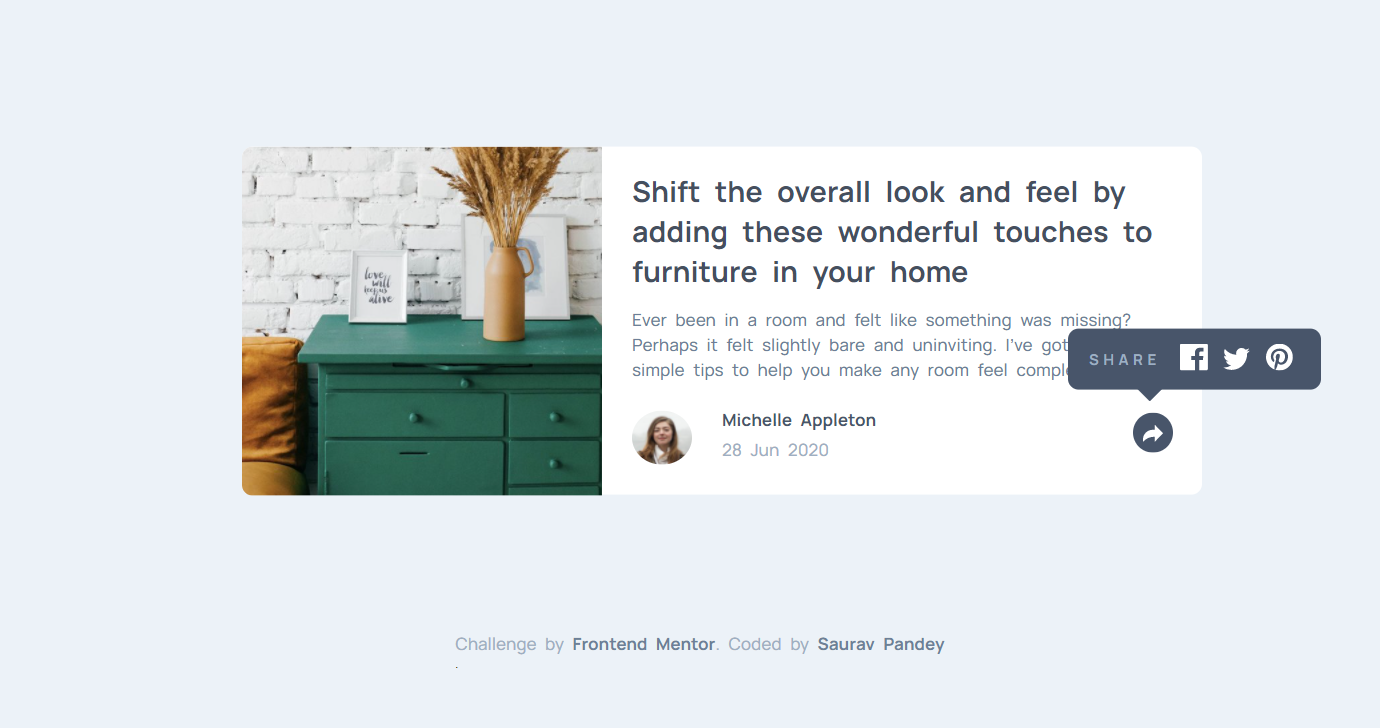 Shift the overall look and feel by
adding these wonderful touches to
furniture in your home
Ever been in a room and felt like something was missing?
Perhaps it felt slightly bare and uninviting. I've got
simple tips to help you make any room feel
SHARE
love
will
keep us
alive
Michelle Appleton
28 Jun 2020
Challenge by Frontend Mentor. Coded by Saurav Pandey
.